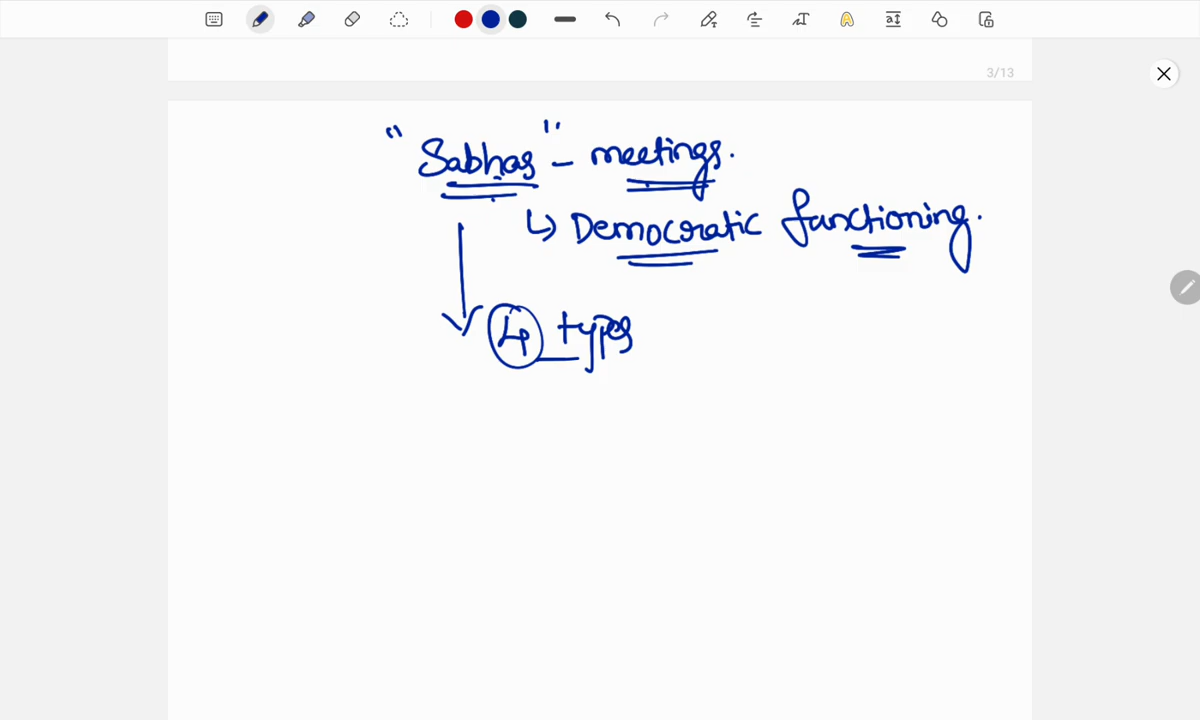 3/13
"Sabhas" - meetings.
↳ Democratic functioning.
4 types